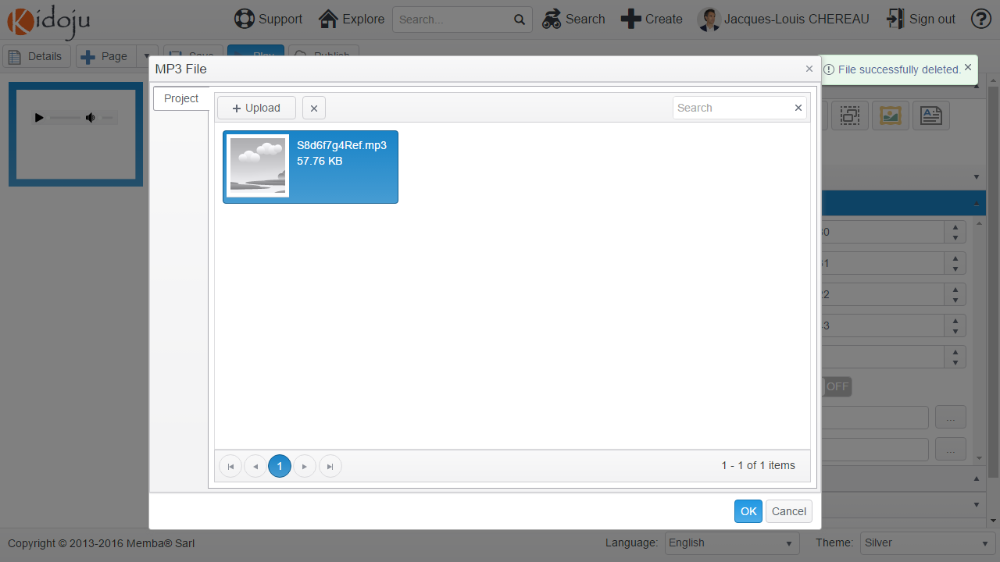 Kidoju
Support
Explore
Search...
Search
Create
Jacques-Louis CHEREAU
Sign out
Details
Page
Save
Play
Publish
MP3 File
File successfully deleted.
Project
Upload
Search
S8d6f7g4Ref.mp3
57.76 KB
OFF
...
...
1
1 - 1 of 1 items
OK
Cancel
Copyright © 2013-2016 Memba® Sarl
Language:
English
Theme:
Silver